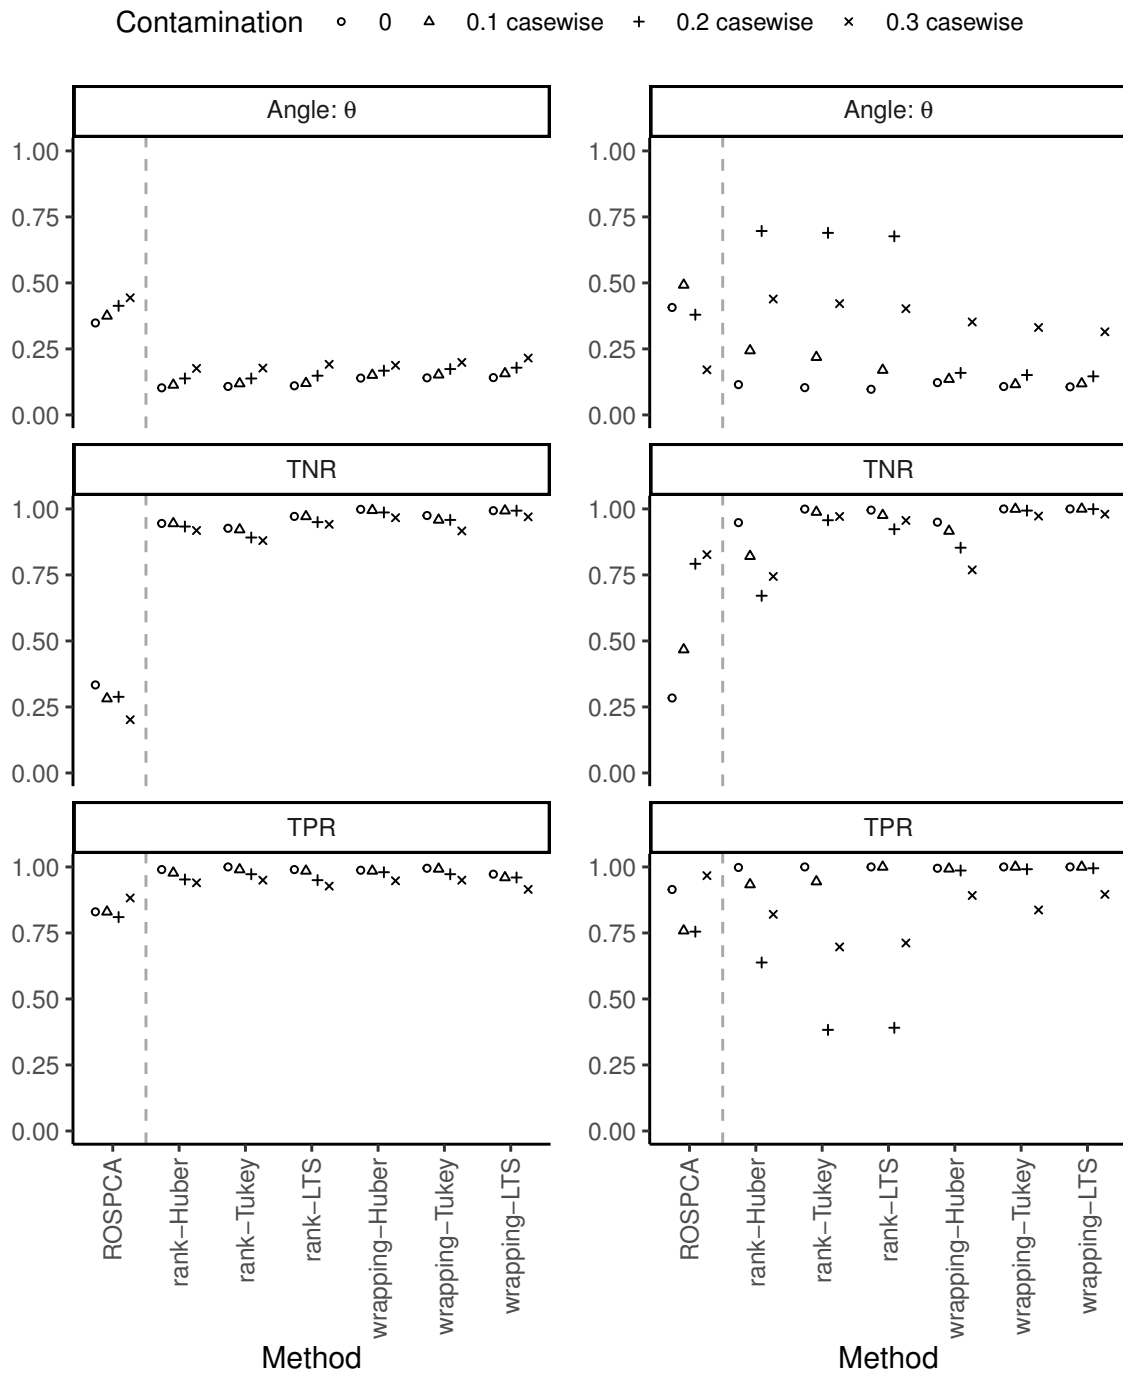 Contamination 0 0.1 casewise 0.2 casewise 0.3 casewise
Angle: θ Angle: θ
1.00 1.00
0.75 0.75
0.50 0.50
0.25 0.25
0.00 0.00
TNR TNR
1.00 1.00
0.75 0.75
0.50 0.50
0.25 0.25
0.00 0.00
TPR TPR
1.00 1.00
0.75 0.75
0.50 0.50
0.25 0.25
0.00 0.00
ROSPCA rank−Huber rank−Tukey rank−LTS wrapping−Huber wrapping−Tukey wrapping−LTS ROSPCA rank−Huber rank−Tukey rank−LTS wrapping−Huber wrapping−Tukey wrapping−LTS
Method Method